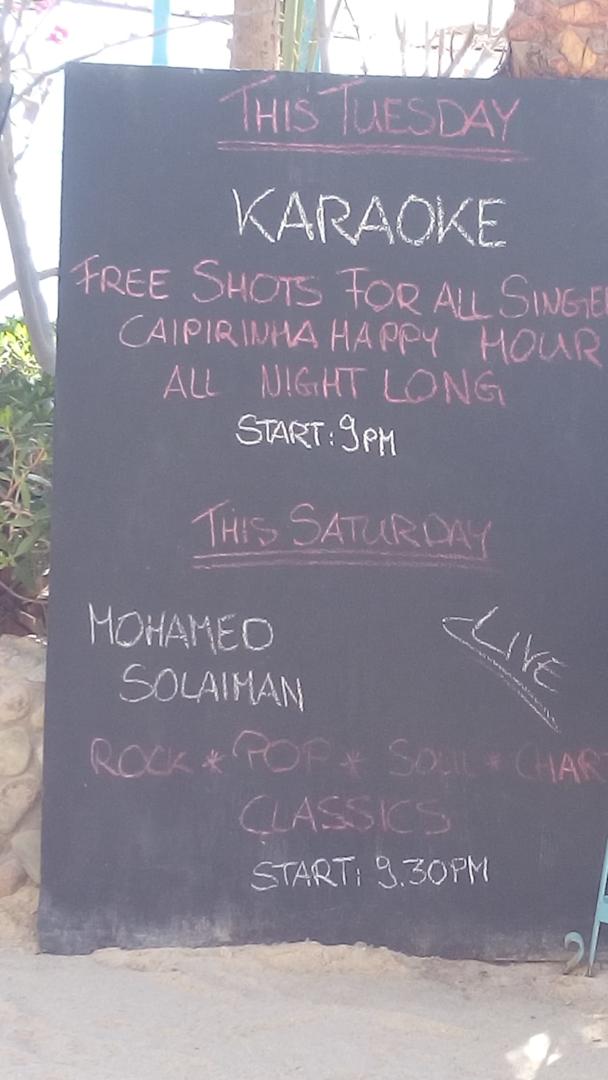 THIS TUESDAY
KARAOKE
FREE SHOTS FOR ALL SINGE
CAIPIRINHA HAPPY HOUR
ALL NIGHT LONG
START: 9PM
THIS SATURDAY
MOHAMED
SOLAIMAN
LIVE
ROCK * POP * SOUL * CHAR
CLASSICS
START: 9.30PM